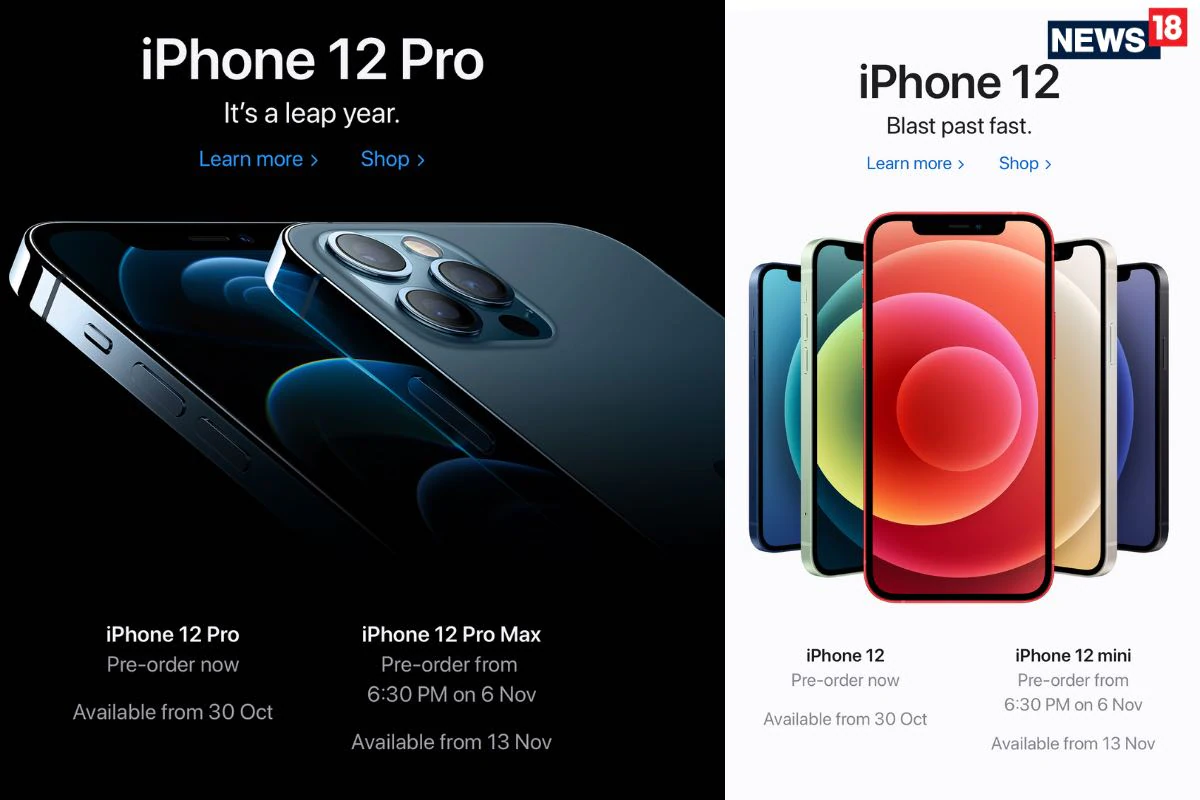 iPhone 12 Pro
It’s a leap year.
Learn more >
Shop >
iPhone 12 Pro
Pre-order now
Available from 30 Oct
iPhone 12 Pro Max
Pre-order from
6:30 PM on 6 Nov
Available from 13 Nov
NEWS 18
iPhone 12
Blast past fast.
Learn more >
Shop >
iPhone 12
Pre-order now
Available from 30 Oct
iPhone 12 mini
Pre-order from
6:30 PM on 6 Nov
Available from 13 Nov